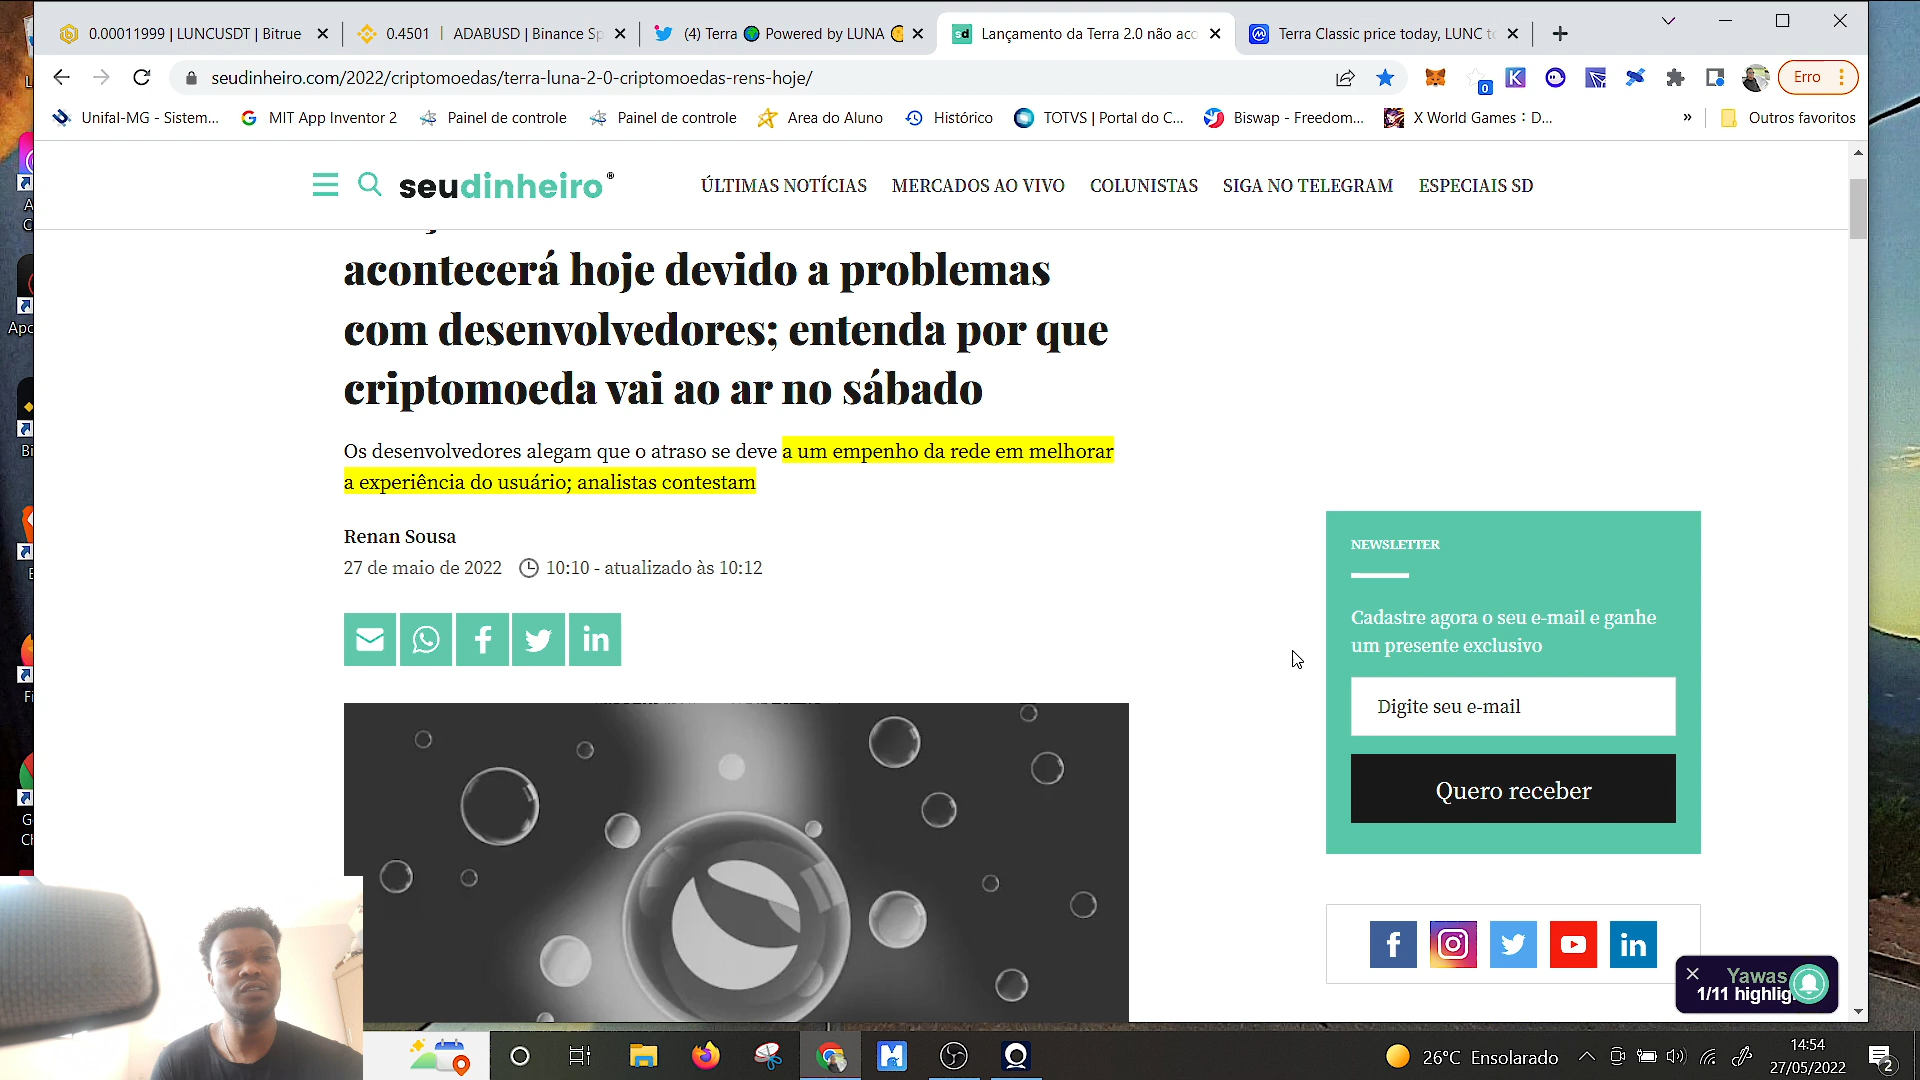 0.00011999 | LUNCUSDT | Bitrue
0.4501 | ADABUSD | Binance Sp
(4) Terra Powered by LUNA
Lançamento da Terra 2.0 não aco
Terra Classic price today, LUNC t
seudinheiro.com/2022/criptomoedas/terra-luna-2-0-criptomoedas-rens-hoje/
0
Erro
Unifal-MG - Sistem...
MIT App Inventor 2
Painel de controle
Painel de controle
Area do Aluno
Histórico
TOTVS | Portal do C...
Biswap - Freedom...
X World Games : D...
»
Outros favoritos
seudinheiro®
ÚLTIMAS NOTÍCIAS
MERCADOS AO VIVO
COLUNISTAS
SIGA NO TELEGRAM
ESPECIAIS SD
acontecerá hoje devido a problemas
com desenvolvedores; entenda por que
criptomoeda vai ao ar no sábado
Os desenvolvedores alegam que o atraso se deve a um empenho da rede em melhorar
a experiência do usuário; analistas contestam
Renan Sousa
27 de maio de 2022 10:10 - atualizado às 10:12
NEWSLETTER
Cadastre agora o seu e-mail e ganhe
um presente exclusivo
Digite seu e-mail
Quero receber
Yawas
1/11 highlig
26°C Ensolarado
14:54
27/05/2022
2